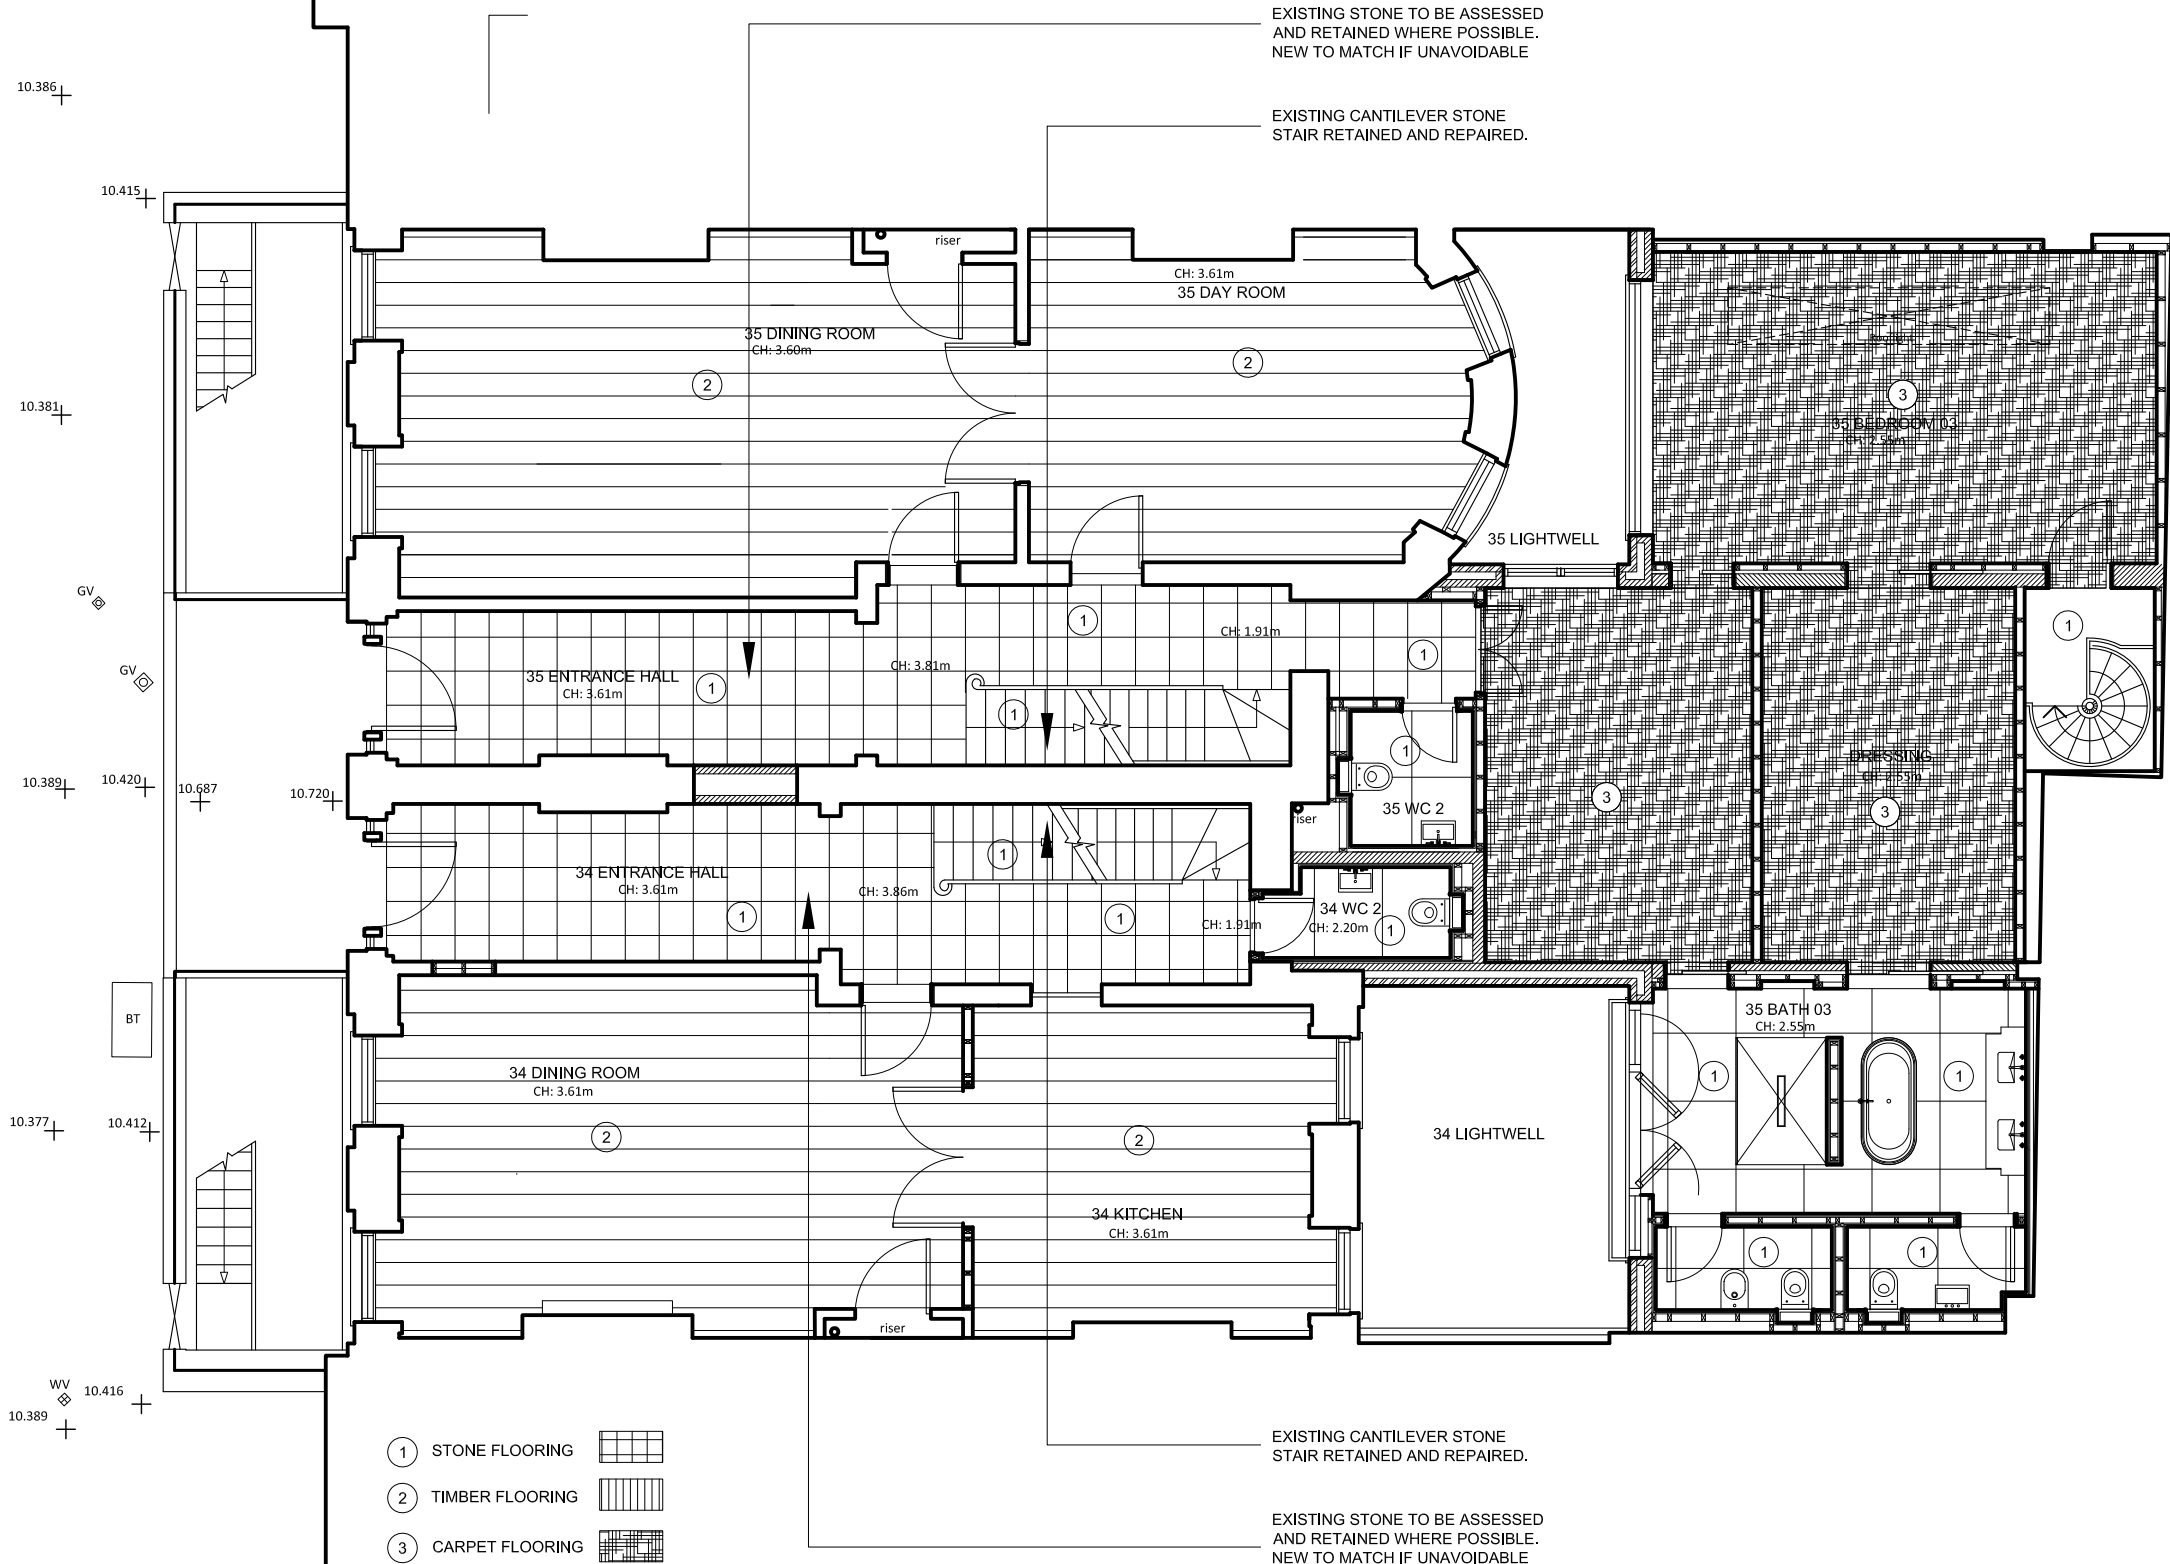 EXISTING STONE TO BE ASSESSED
AND RETAINED WHERE POSSIBLE.
NEW TO MATCH IF UNAVOIDABLE
10.386
EXISTING CANTILEVER STONE
STAIR RETAINED AND REPAIRED.
10.415
riser
CH: 3.61m
35 DAY ROOM
35 DINING ROOM
CH: 3.60m
Rooflight
2
2
3
10.381
35 BEDROOM 03
CH: 2.55m
35 LIGHTWELL
GV
1
1
CH: 1.91m
1
GV
CH: 3.81m
35 ENTRANCE HALL
CH: 3.61m
1
1
1
DRESSING
CH: 2.55m
10.389
10.420
10.687
10.720
3
3
35 WC 2
riser
1
34 ENTRANCE HALL
CH: 3.61m
CH: 3.86m
1
1
CH: 1.91m
34 WC 2
CH: 2.20m
1
BT
35 BATH 03
CH: 2.55m
34 DINING ROOM
CH: 3.61m
1
1
10.377
10.412
2
2
34 LIGHTWELL
34 KITCHEN
CH: 3.61m
1
1
riser
WV
10.416
10.389
EXISTING CANTILEVER STONE
STAIR RETAINED AND REPAIRED.
1 STONE FLOORING
2 TIMBER FLOORING
3 CARPET FLOORING
EXISTING STONE TO BE ASSESSED
AND RETAINED WHERE POSSIBLE.
NEW TO MATCH IF UNAVOIDABLE